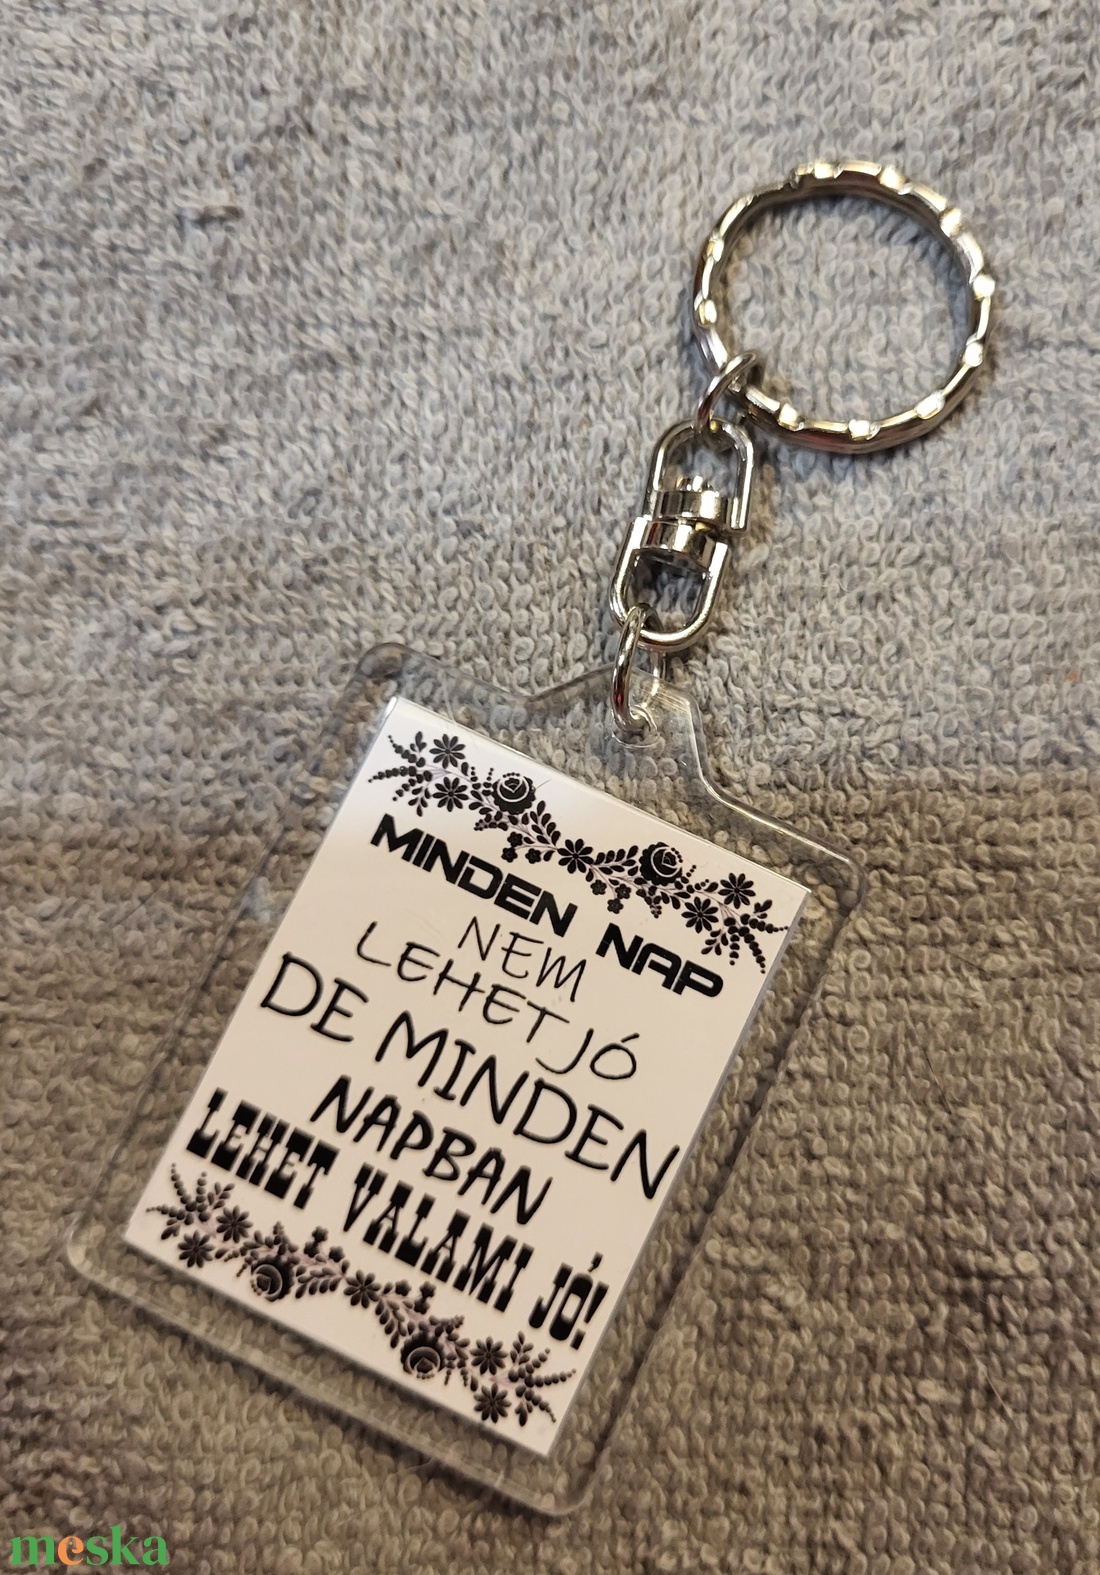 MINDEN NAP
NEM
LEHET JÓ
DE MINDEN
NAPBAN
LEHET VALAMI JÓ!
meska